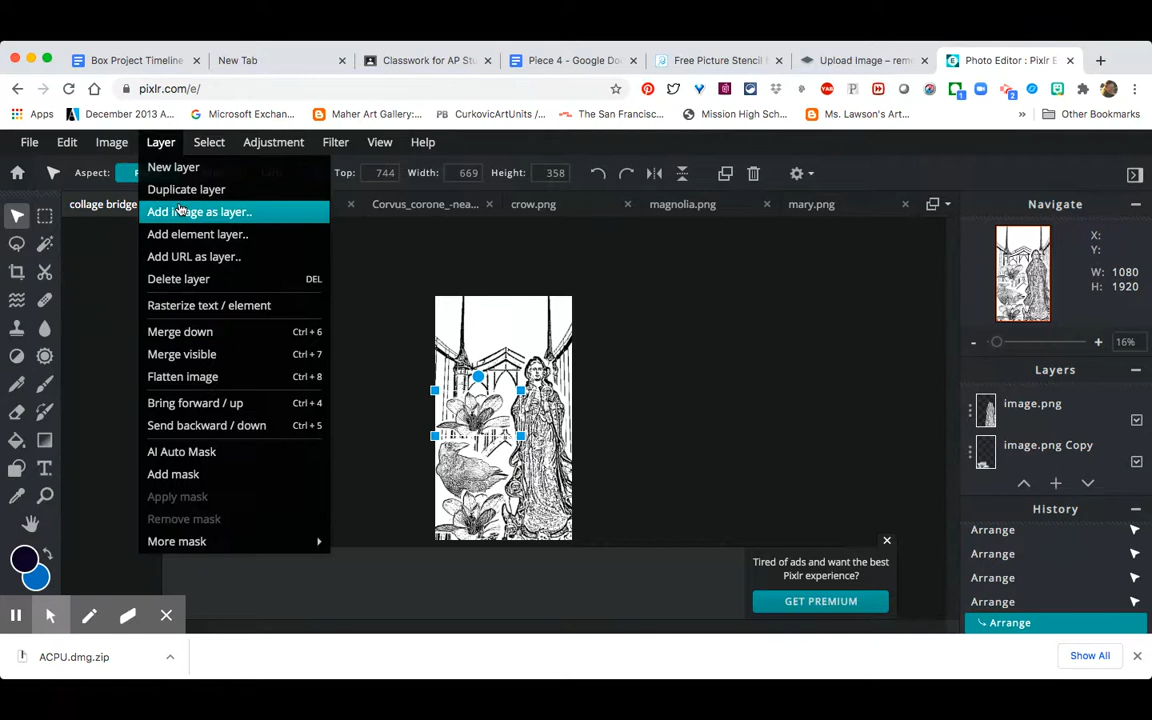 Box Project Timeline
New Tab
Classwork for AP Stu
Piece 4 - Google Do
Free Picture Stencil M
Upload Image – remo
Photo Editor : Pixlr E
pixlr.com/e/
Apps
December 2013 A...
Microsoft Exchan...
Maher Art Gallery:...
CurkovicArtUnits /...
The San Francisco...
Mission High Sch...
Ms. Lawson's Art...
»
Other Bookmarks
File Edit Image Layer Select Adjustment Filter View Help
Aspect: Top: 744 Width: 669 Height: 358
collage bridge
Corvus_corone_-nea...
crow.png
magnolia.png
mary.png
New layer
Duplicate layer
Add image as layer..
Add element layer..
Add URL as layer..
Delete layer DEL
Rasterize text / element
Merge down Ctrl + 6
Merge visible Ctrl + 7
Flatten image Ctrl + 8
Bring forward / up Ctrl + 4
Send backward / down Ctrl + 5
AI Auto Mask
Add mask
Apply mask
Remove mask
More mask
Navigate
X:
Y:
W: 1080
H: 1920
16%
Layers
image.png
image.png Copy
History
Arrange
Arrange
Arrange
Arrange
Arrange
Tired of ads and want the best
Pixlr experience?
GET PREMIUM
ACPU.dmg.zip
Show All